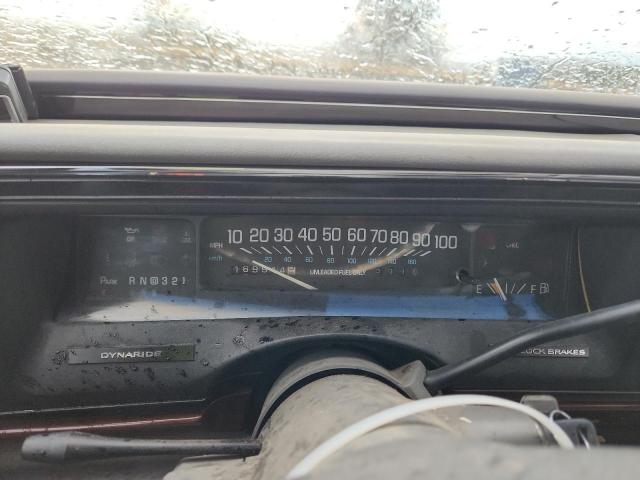 10 20 30 40 50 60 70 80 90 100
MPH
km/h 20 40 60 80 100 120 140 160
UNLEADED FUEL ONLY
R N D 3 2 1
E F
DYNARIDE
LOCK BRAKES